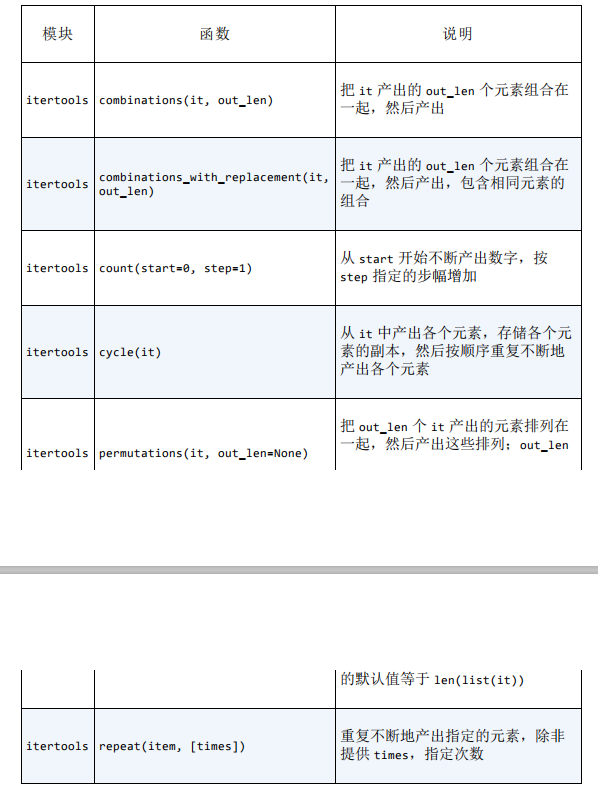 模块 函数 说明
itertools combinations(it, out_len) 把 it 产出的 out_len 个元素组合在
一起，然后产出
itertools combinations_with_replacement(it,
out_len) 把 it 产出的 out_len 个元素组合在
一起，然后产出，包含相同元素的
组合
itertools count(start=0, step=1) 从 start 开始不断产出数字，按
step 指定的步幅增加
itertools cycle(it) 从 it 中产出各个元素，存储各个元
素的副本，然后按顺序重复不断地
产出各个元素
itertools permutations(it, out_len=None) 把 out_len 个 it 产出的元素排列在
一起，然后产出这些排列；out_len
的默认值等于 len(list(it))
itertools repeat(item, [times]) 重复不断地产出指定的元素，除非
提供 times，指定次数